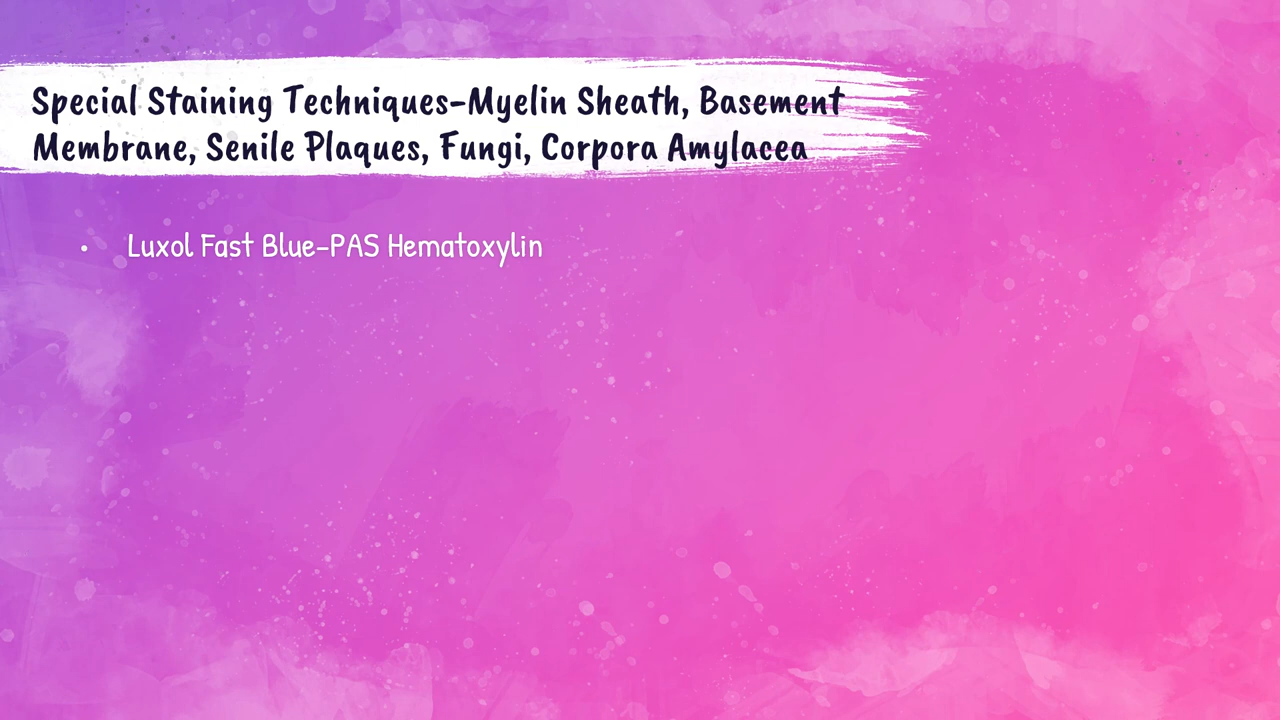 Special Staining Techniques-Myelin Sheath, Basement
Membrane, Senile Plaques, Fungi, Corpora Amylacea
• Luxol Fast Blue-PAS Hematoxylin